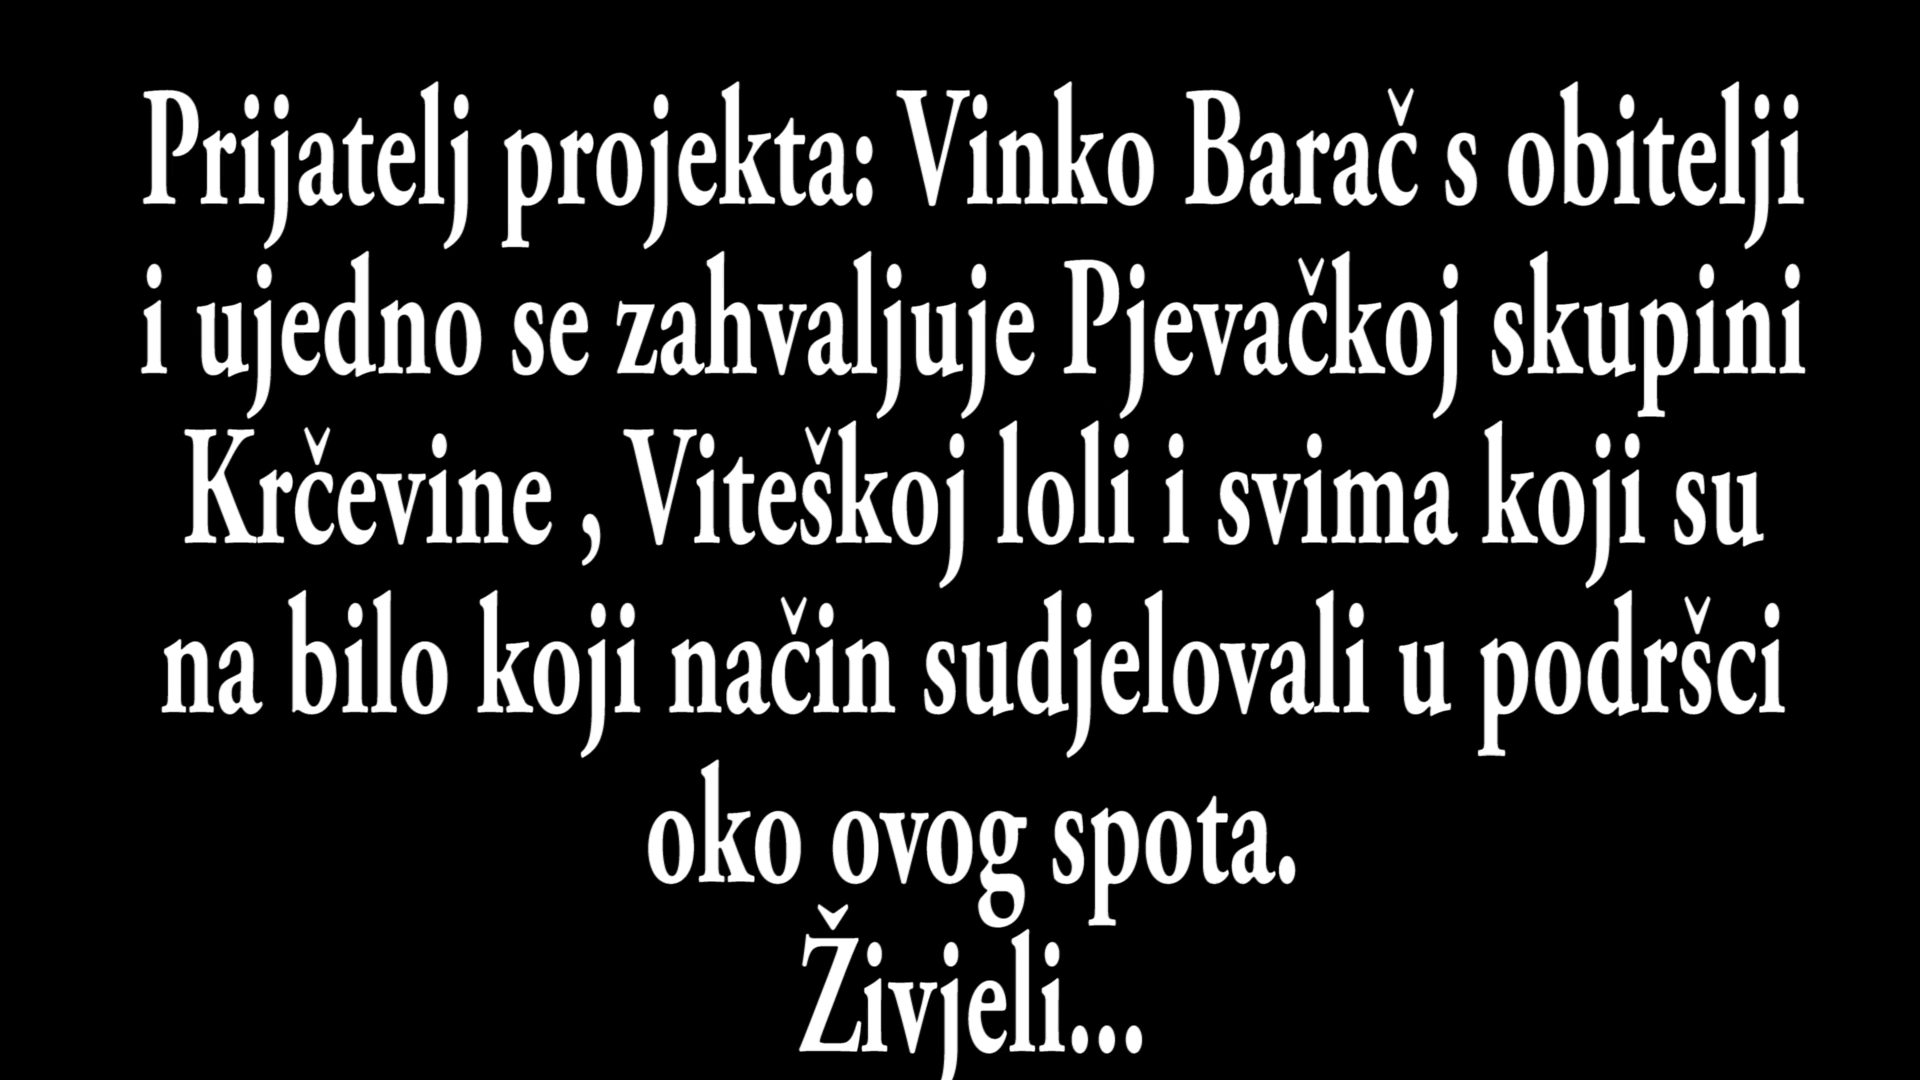 Prijatelj projekta: Vinko Barač s obitelji
i ujedno se zahvaljuje Pjevačkoj skupini
Krčevine , Viteškoj loli i svima koji su
na bilo koji način sudjelovali u podršci
oko ovog spota.
Živjeli...